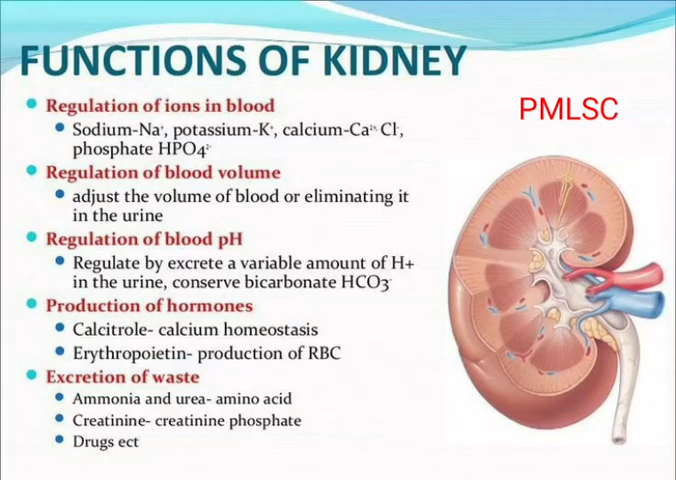 FUNCTIONS OF KIDNEY
PMLSC
Regulation of ions in blood
Sodium-Na⁺, potassium-K⁺, calcium-Ca²⁺, Cl⁻,
phosphate HPO4²⁻
Regulation of blood volume
adjust the volume of blood or eliminating it
in the urine
Regulation of blood pH
Regulate by excrete a variable amount of H+
in the urine, conserve bicarbonate HCO3⁻
Production of hormones
Calcitrole- calcium homeostasis
Erythropoietin- production of RBC
Excretion of waste
Ammonia and urea- amino acid
Creatinine- creatinine phosphate
Drugs ect